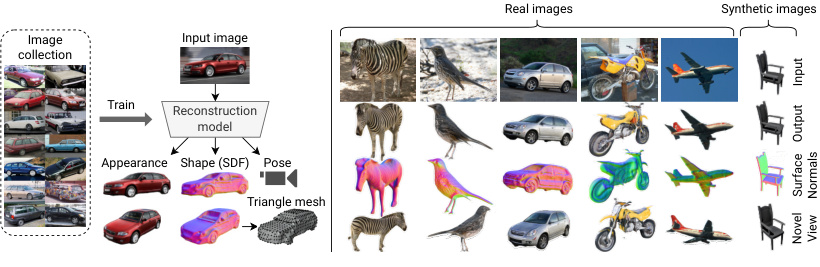 Image
collection
Train
Input image
Reconstruction
model
Appearance
Shape (SDF)
Pose
Triangle mesh
Real images
Synthetic images
Input
Output
Surface
Normals
Novel
View